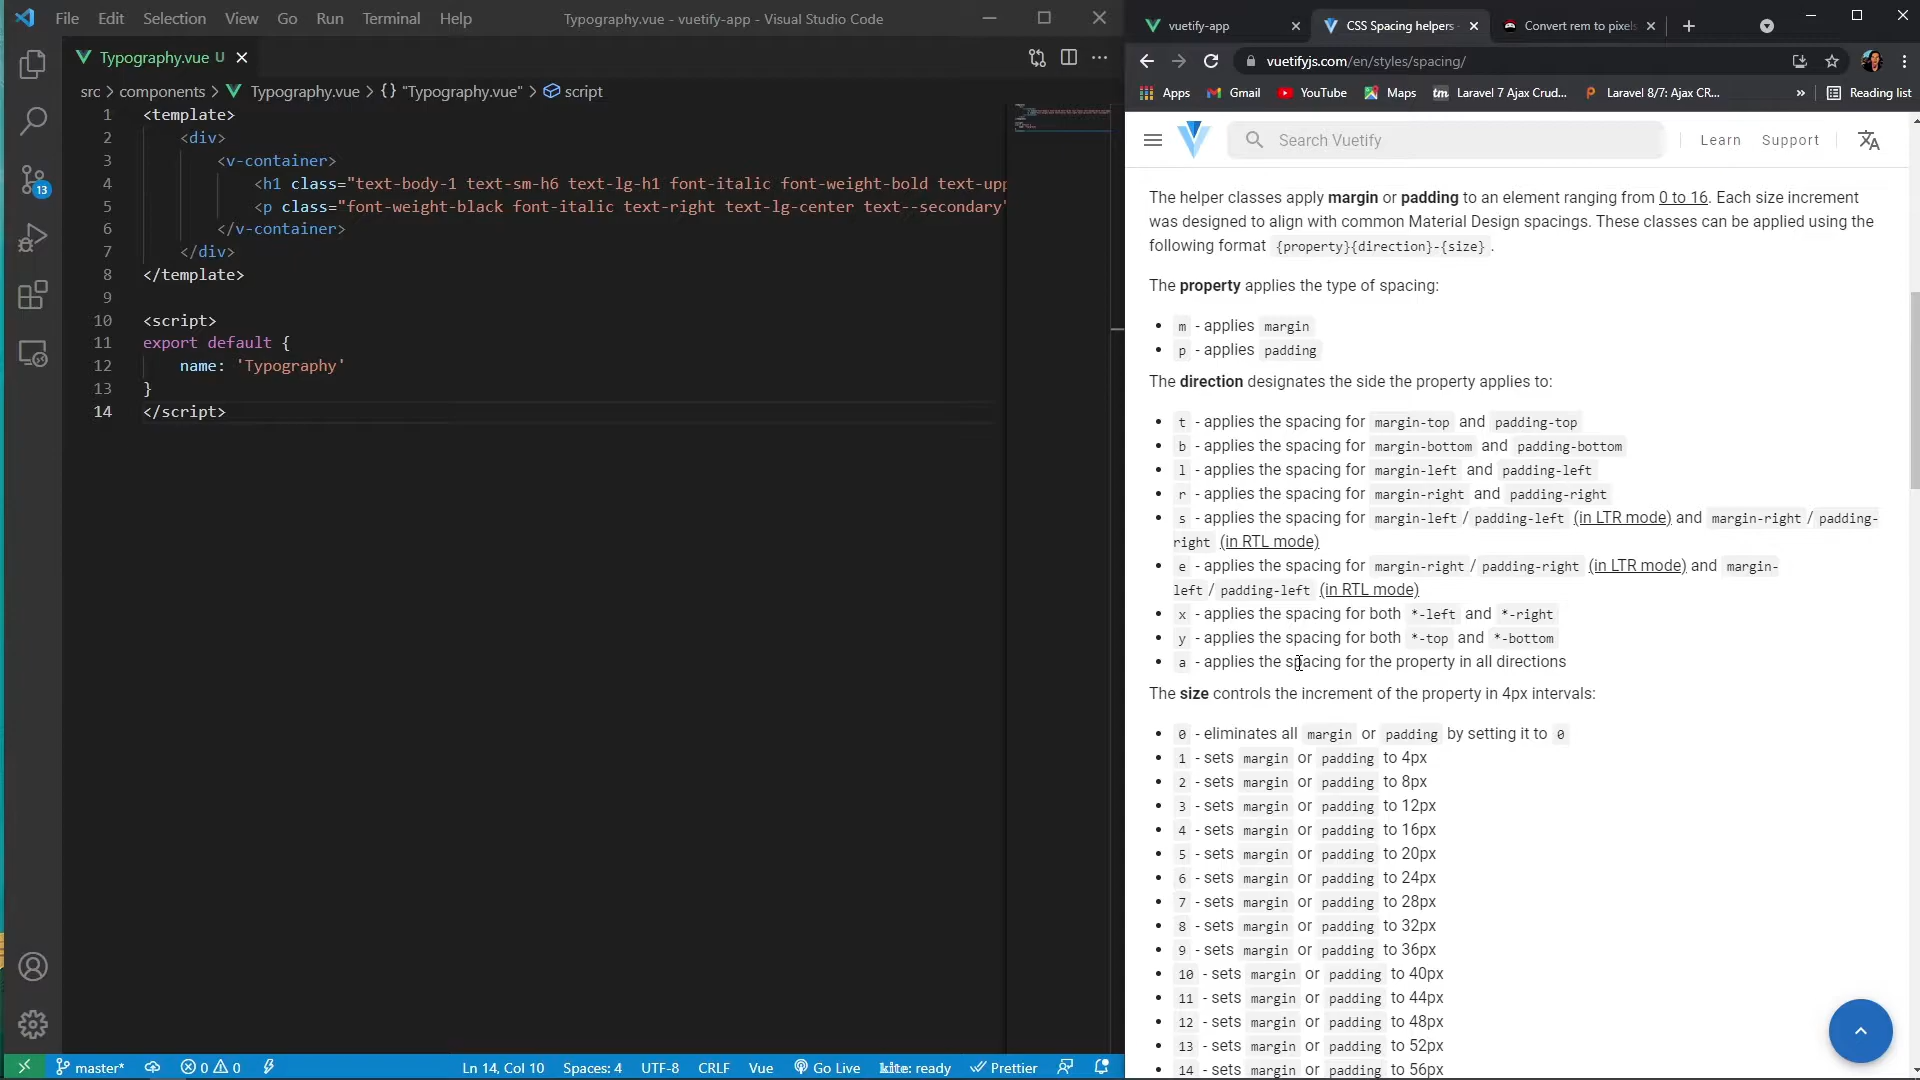 File Edit Selection View Go Run Terminal Help
Typography.vue - vuetify-app - Visual Studio Code
Typography.vue U
src > components > Typography.vue > {} "Typography.vue" > script
1 <template>
2 <div>
3 <v-container>
4 <h1 class="text-body-1 text-sm-h6 text-lg-h1 font-italic font-weight-bold text-upp
5 <p class="font-weight-black font-italic text-right text-lg-center text--secondary"
6 </v-container>
7 </div>
8 </template>
9
10 <script>
11 export default {
12 name: 'Typography'
13 }
14 </script>
13
master* 0 0 Ln 14, Col 10 Spaces: 4 UTF-8 CRLF Vue Go Live kite: ready Prettier
vuetify-app CSS Spacing helpers Convert rem to pixels
vuetifyjs.com/en/styles/spacing/
Apps Gmail YouTube Maps tm Laravel 7 Ajax Crud... Laravel 8/7: Ajax CR... » Reading list
Search Vuetify Learn Support
The helper classes apply margin or padding to an element ranging from 0 to 16. Each size increment
was designed to align with common Material Design spacings. These classes can be applied using the
following format {property}{direction}-{size} .
The property applies the type of spacing:
• m - applies margin
• p - applies padding
The direction designates the side the property applies to:
• t - applies the spacing for margin-top and padding-top
• b - applies the spacing for margin-bottom and padding-bottom
• l - applies the spacing for margin-left and padding-left
• r - applies the spacing for margin-right and padding-right
• s - applies the spacing for margin-left / padding-left (in LTR mode) and margin-right / padding-
right (in RTL mode)
• e - applies the spacing for margin-right / padding-right (in LTR mode) and margin-
left / padding-left (in RTL mode)
• x - applies the spacing for both *-left and *-right
• y - applies the spacing for both *-top and *-bottom
• a - applies the spacing for the property in all directions
The size controls the increment of the property in 4px intervals:
• 0 - eliminates all margin or padding by setting it to 0
• 1 - sets margin or padding to 4px
• 2 - sets margin or padding to 8px
• 3 - sets margin or padding to 12px
• 4 - sets margin or padding to 16px
• 5 - sets margin or padding to 20px
• 6 - sets margin or padding to 24px
• 7 - sets margin or padding to 28px
• 8 - sets margin or padding to 32px
• 9 - sets margin or padding to 36px
• 10 - sets margin or padding to 40px
• 11 - sets margin or padding to 44px
• 12 - sets margin or padding to 48px
• 13 - sets margin or padding to 52px
• 14 - sets margin or padding to 56px